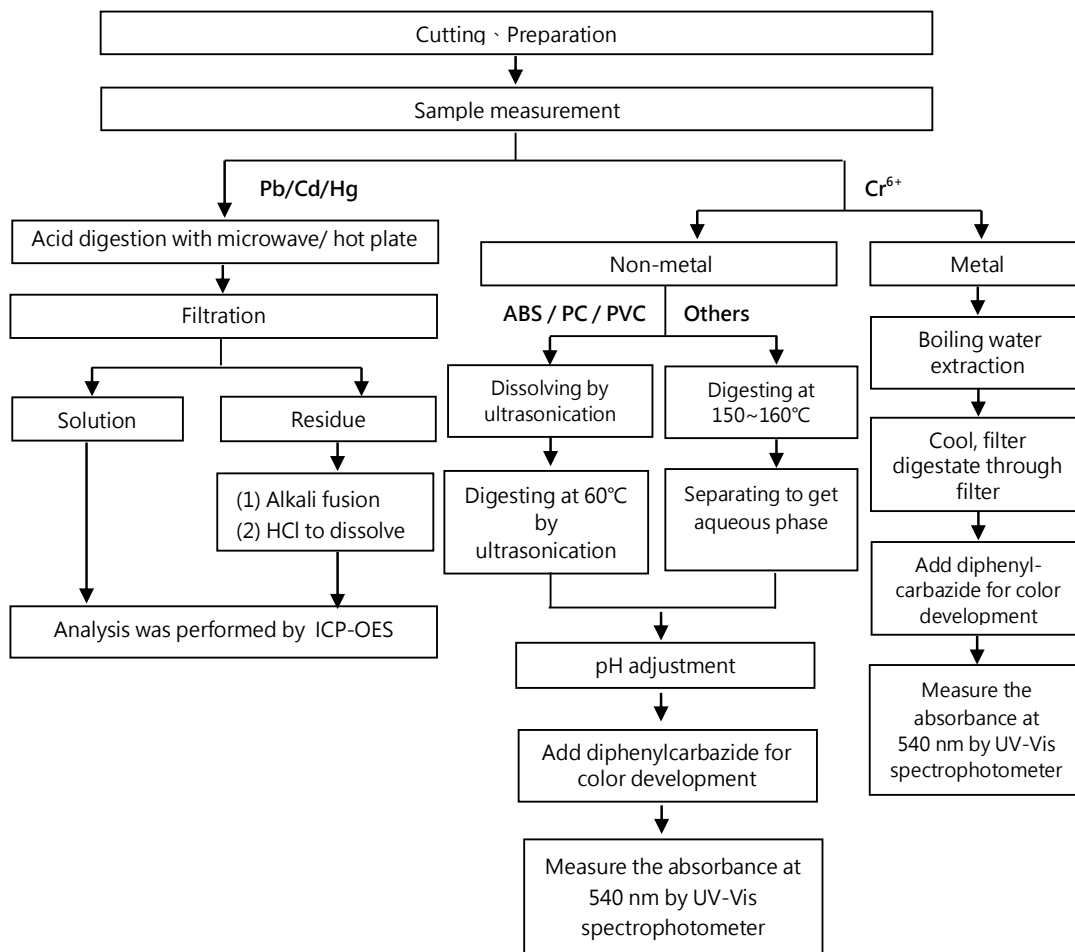 Cutting、Preparation
Sample measurement
Pb/Cd/Hg
Acid digestion with microwave/ hot plate
Filtration
Solution
Residue
(1) Alkali fusion
(2) HCl to dissolve
Analysis was performed by ICP-OES
Cr⁶⁺
Non-metal
ABS / PC / PVC
Others
Dissolving by
ultrasonication
Digesting at 60℃
by
ultrasonication
Digesting at
150~160℃
Separating to get
aqueous phase
pH adjustment
Add diphenylcarbazide for
color development
Measure the absorbance at
540 nm by UV-Vis
spectrophotometer
Metal
Boiling water
extraction
Cool, filter
digestate through
filter
Add diphenyl-
carbazide for color
development
Measure the
absorbance at
540 nm by UV-Vis
spectrophotometer